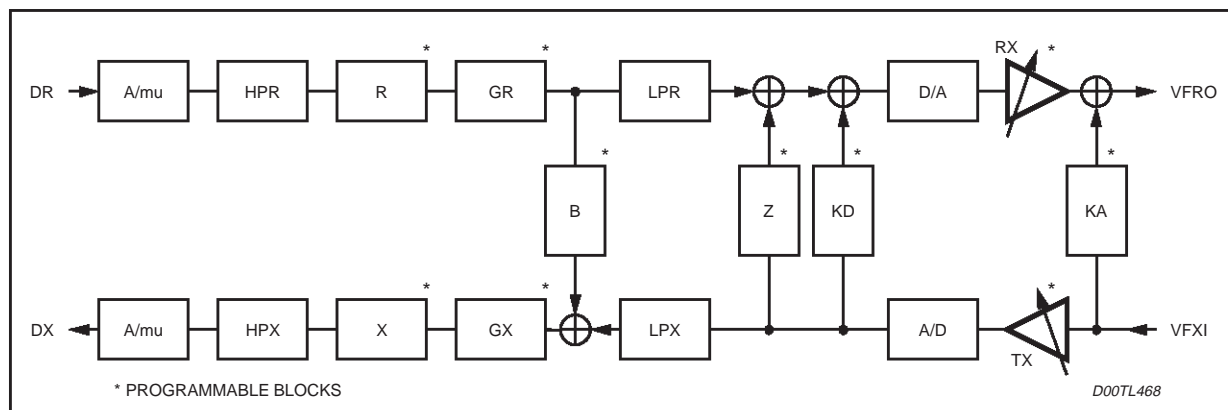 RX *
* *
DR A/mu HPR R GR LPR D/A VFRO
* * * *
B Z KD KA
* * *
DX A/mu HPX X GX LPX A/D VFXI
TX
* PROGRAMMABLE BLOCKS D00TL468